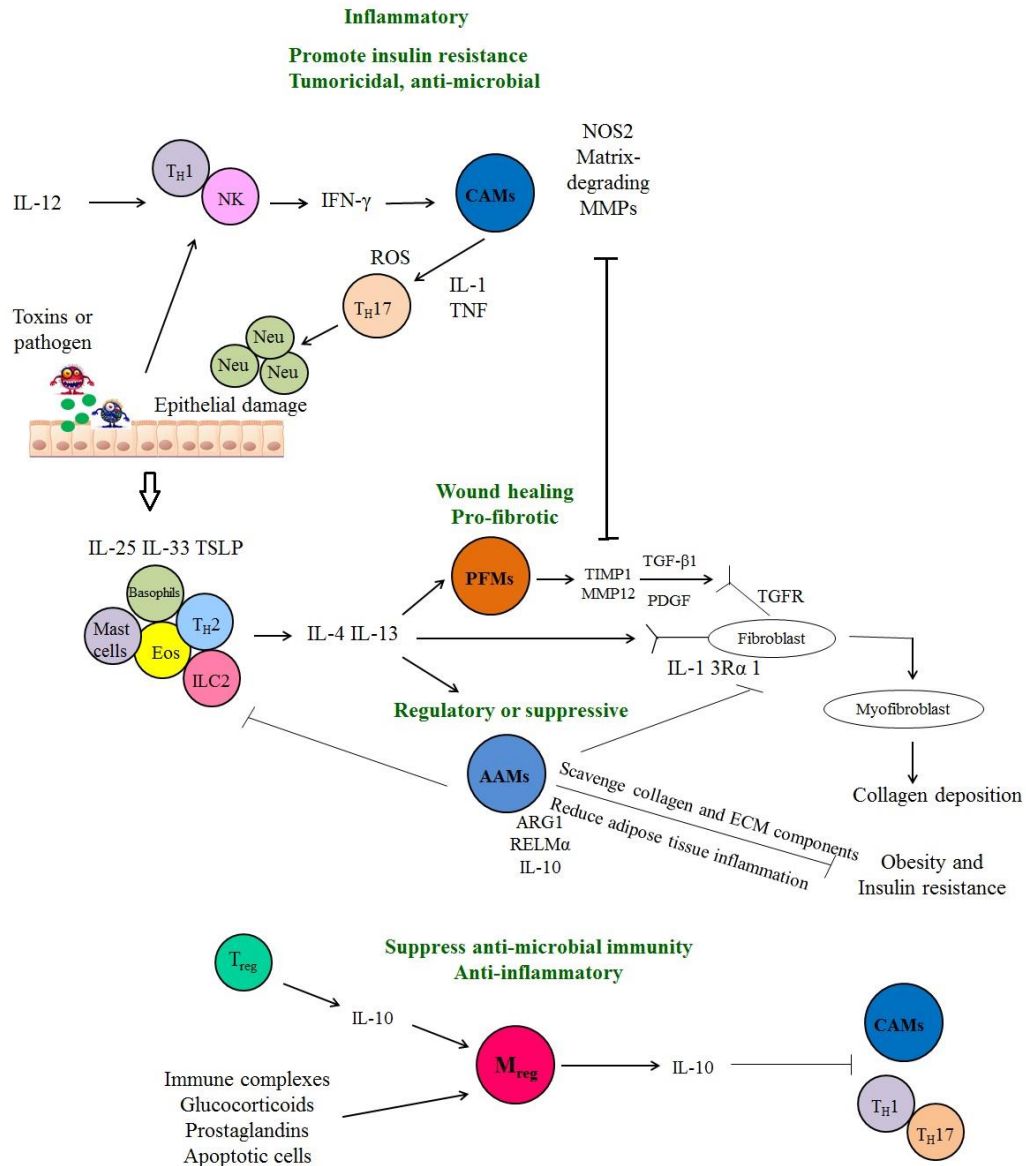 Inflammatory
Promote insulin resistance
Tumoricidal, anti-microbial
NOS2
Matrix-
degrading
MMPs
TH1
NK
IL-12
IFN-γ
CAMs
ROS
IL-1
TNF
TH17
Toxins or
pathogen
Neu
Neu
Neu
Epithelial damage
Wound healing
Pro-fibrotic
IL-25 IL-33 TSLP
Basophils
Mast
cells
TH2
Eos
ILC2
IL-4 IL-13
PFMs
TIMP1
MMP12
TGF-β1
PDGF
TGFR
Fibroblast
IL-1 3Rα 1
Myofibroblast
Collagen deposition
Regulatory or suppressive
AAMs
ARG1
RELMα
IL-10
Scavenge collagen and ECM components
Reduce adipose tissue inflammation
Obesity and
Insulin resistance
Suppress anti-microbial immunity
Anti-inflammatory
Treg
IL-10
Mreg
IL-10
CAMs
TH1
TH17
Immune complexes
Glucocorticoids
Prostaglandins
Apoptotic cells